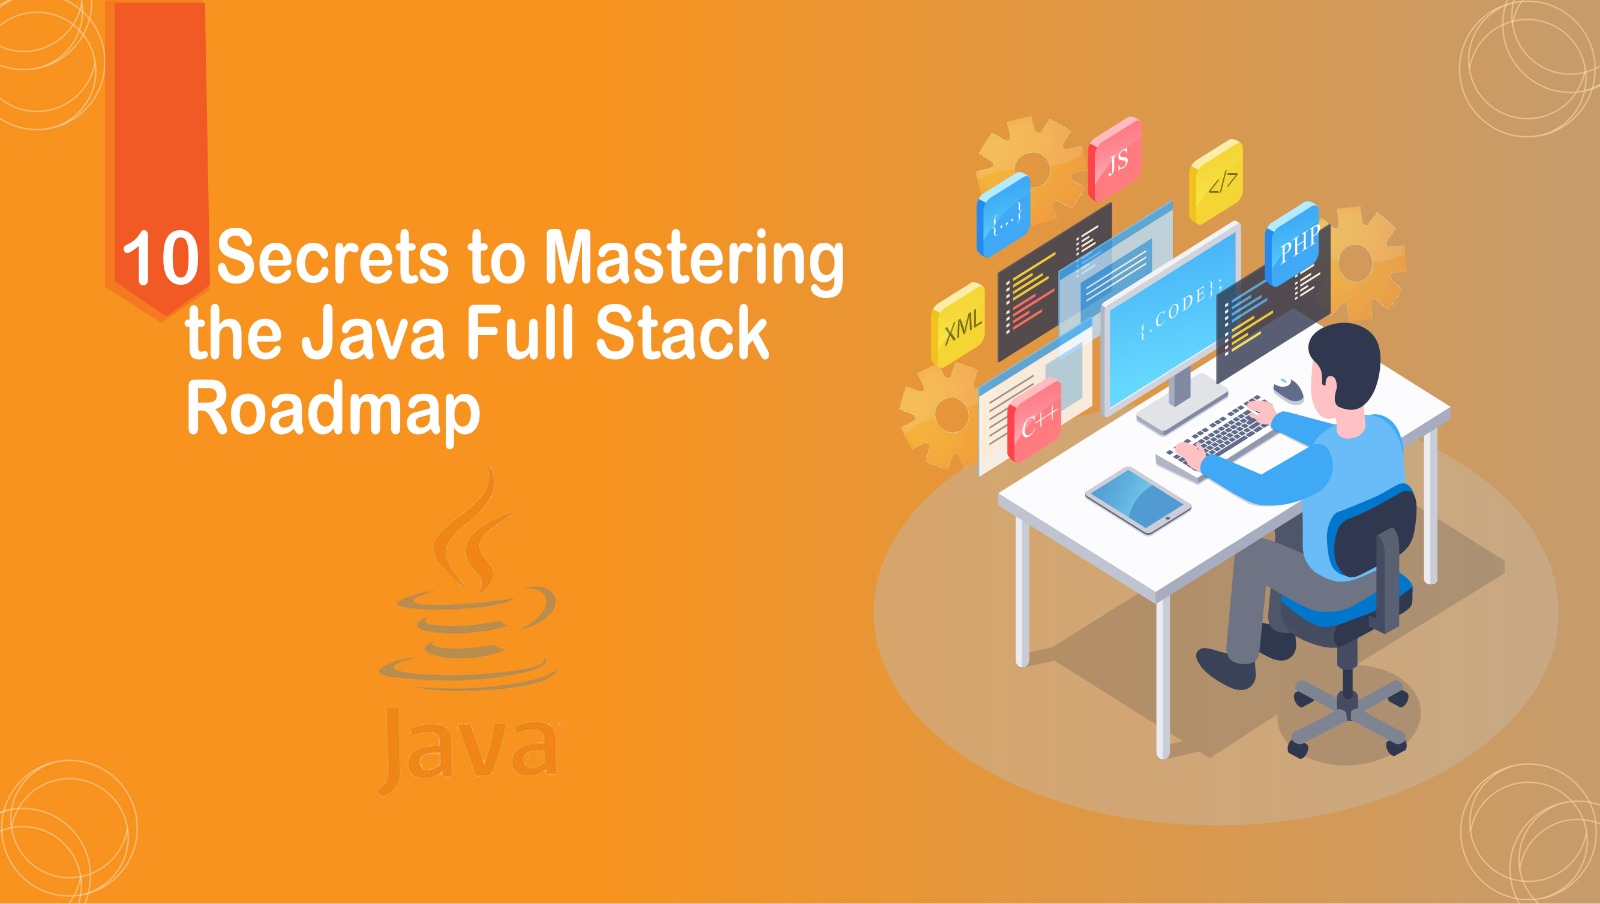 10 Secrets to Mastering
the Java Full Stack
Roadmap
Java
JS
</>
{...}
PHP
{.CODE};
XML
C++